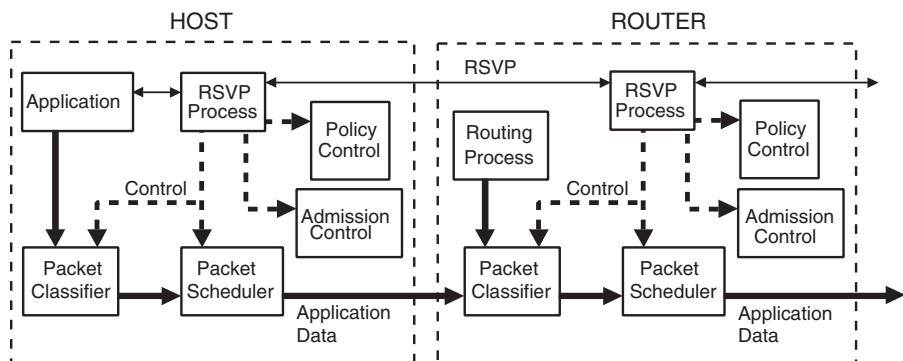 HOST
ROUTER
RSVP
Application
RSVP
Process
Policy
Control
Control
Admission
Control
Packet
Classifier
Packet
Scheduler
Application
Data
RSVP
Process
Routing
Process
Policy
Control
Control
Admission
Control
Packet
Classifier
Packet
Scheduler
Application
Data